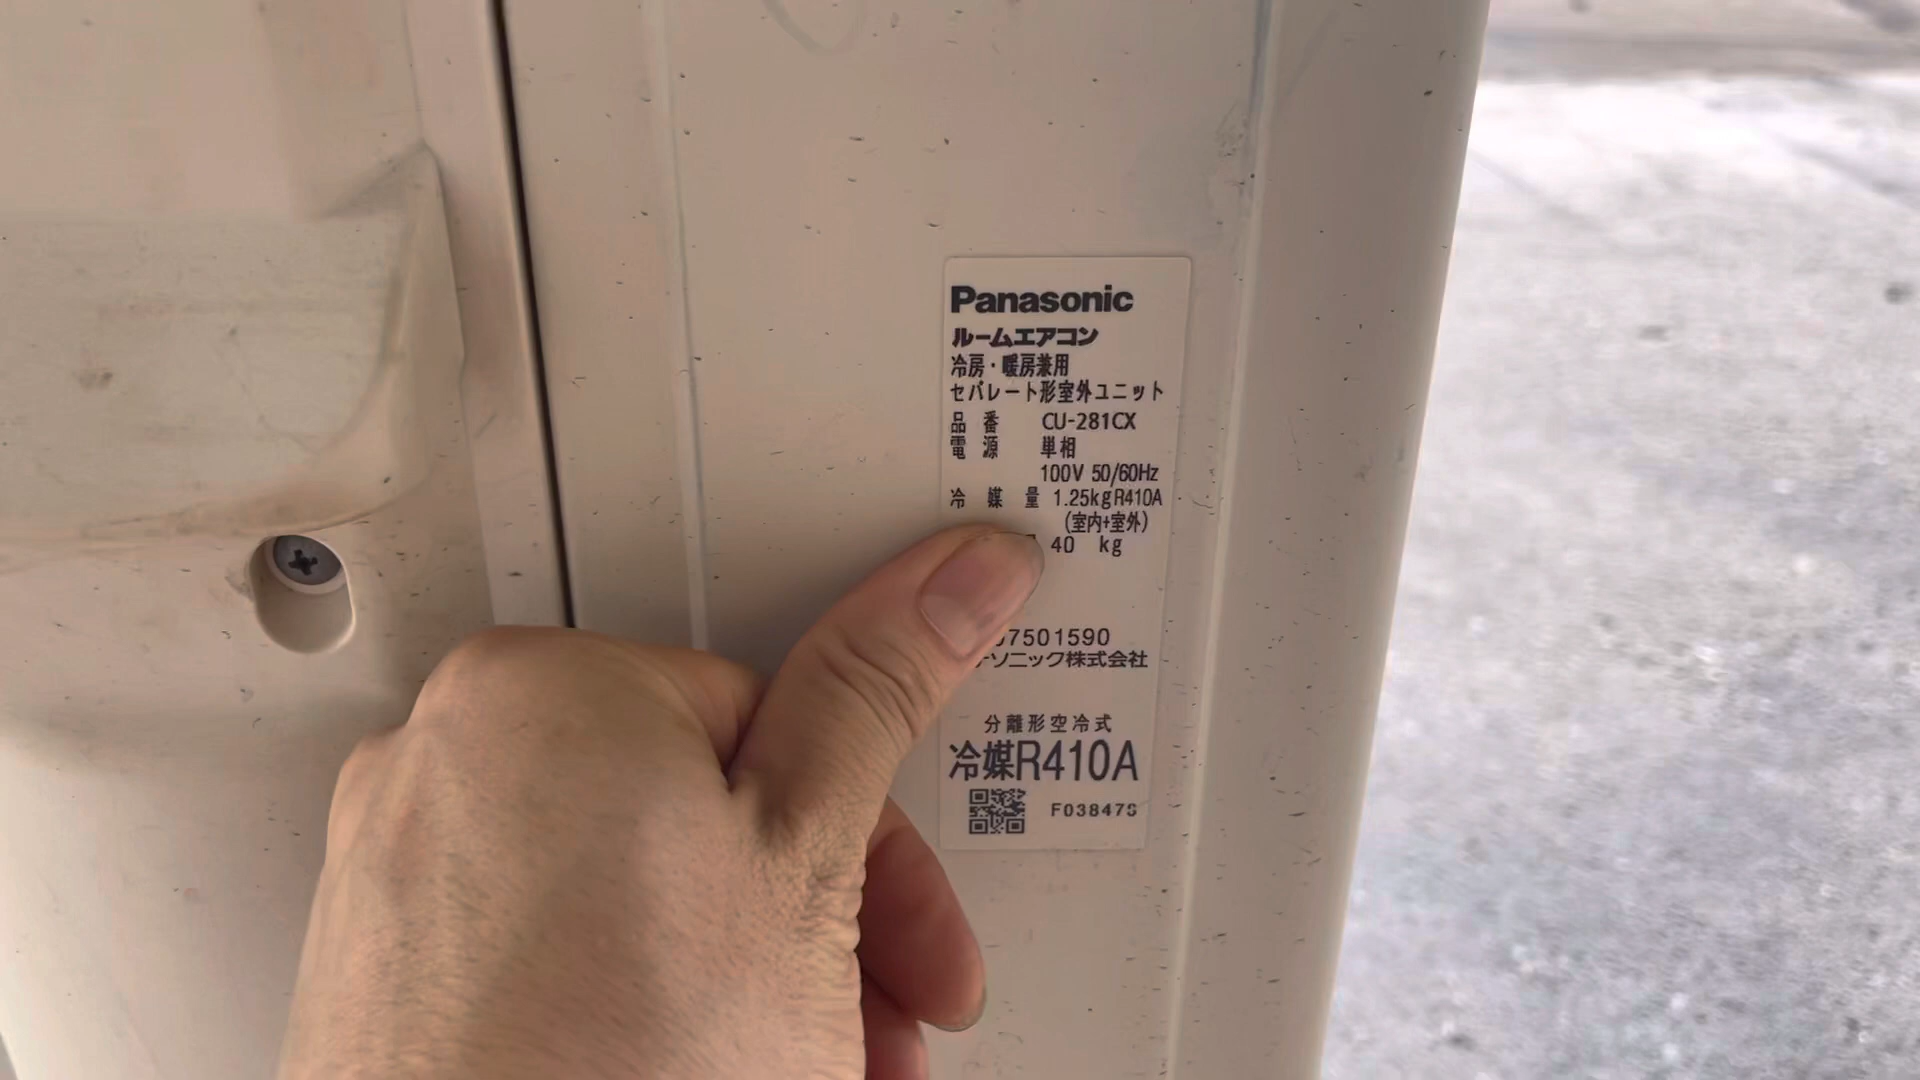 Panasonic
ルームエアコン
冷房・暖房兼用
セパレート形室外ユニット
品番 CU-281CX
電源 単相
100V 50/60Hz
冷媒量 1.25kg R410A
(室内+室外)
40 kg
7501590
ソニック株式会社
分離形空冷式
冷媒R410A
F03847S